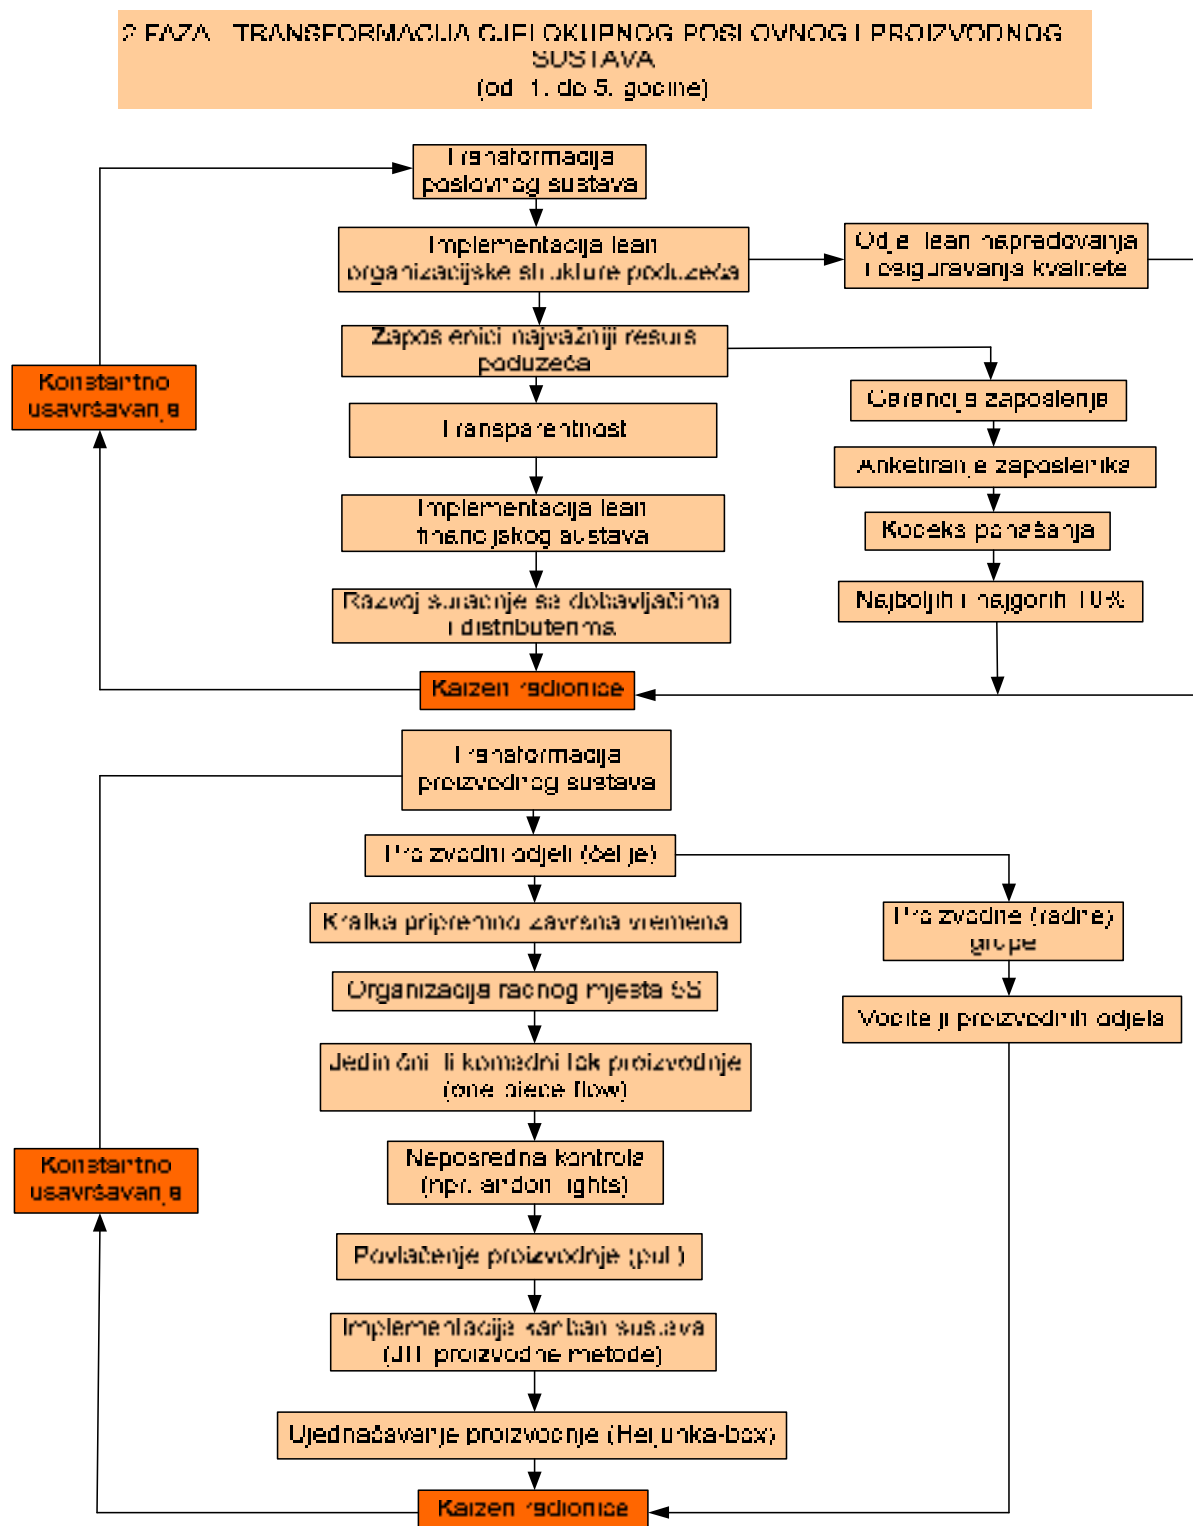 2 FAZA - TRANSFORMACIJA CJELOKUPNOG POSLOVNOG I PROIZVODNOG
SUSTAVA
(od 1. do 5. godine)
Transformacija
poslovnog sustava
Implementacija lean
organizacijske strukture poduzeća
Odjel lean napredovanja
i osiguravanja kvalitete
Zaposlenici najvažniji resurs
poduzeća
Konstantno
usavršavanje
Garancija zaposlenja
Transparentnost
Anketiranje zaposlenika
Implementacija lean
financijskog sustava
Kodeks ponašanja
Razvoj suradnje sa dobavljačima
i distributerima
Najboljih i najgorih 10%
Kaizen radionice
Transformacija
proizvodnog sustava
Proizvodni odjeli (ćelije)
Kratka pripremno završna vremena
Proizvodne (radne)
grupe
Organizacija radnog mjesta 5S
Voditelji proizvodnih odjela
Jedinični ili komadni tok proizvodnje
(one piece flow)
Konstantno
usavršavanje
Neposredna kontrola
(npr. andon lights)
Povlačenje proizvodnje (pull)
Implementacija kanban sustava
(JIT proizvodne metode)
Ujednačavanje proizvodnje (Heijunka-box)
Kaizen radionice